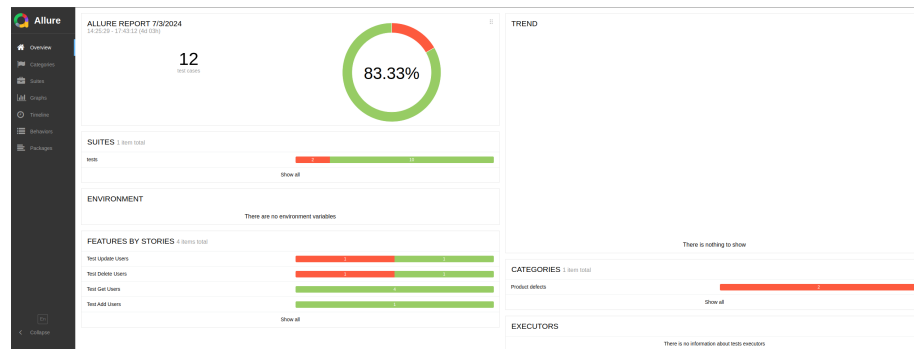 Allure
Overview
Categories
Suites
Graphs
Timeline
Behaviors
Packages
En
Collapse
ALLURE REPORT 7/3/2024
14:25:29 - 17:43:12 (4d 03h)
12
test cases
83.33%
SUITES 1 item total
tests
2 10
Show all
ENVIRONMENT
There are no environment variables
FEATURES BY STORIES 4 items total
Test Update Users
1 1
Test Delete Users
1 1
Test Get Users
Test Add Users
Show all
TREND
There is nothing to show
CATEGORIES 1 item total
Product defects
2
Show all
EXECUTORS
There is no information about tests executors